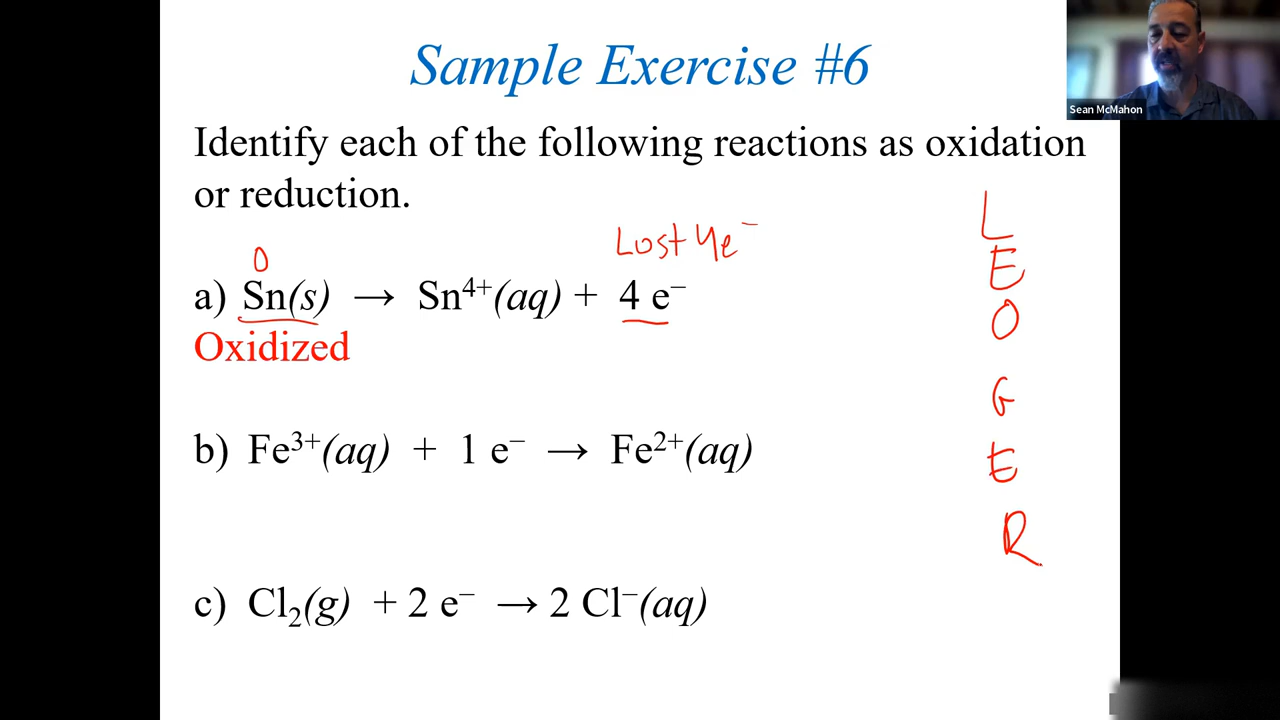 Sample Exercise #6
Sean McMahon
Identify each of the following reactions as oxidation
or reduction.
Lost 4e⁻
0
a) Sn(s) → Sn⁴⁺(aq) + 4 e⁻
Oxidized
b) Fe³⁺(aq) + 1 e⁻ → Fe²⁺(aq)
c) Cl₂(g) + 2 e⁻ → 2 Cl⁻(aq)
L
E
O
G
E
R